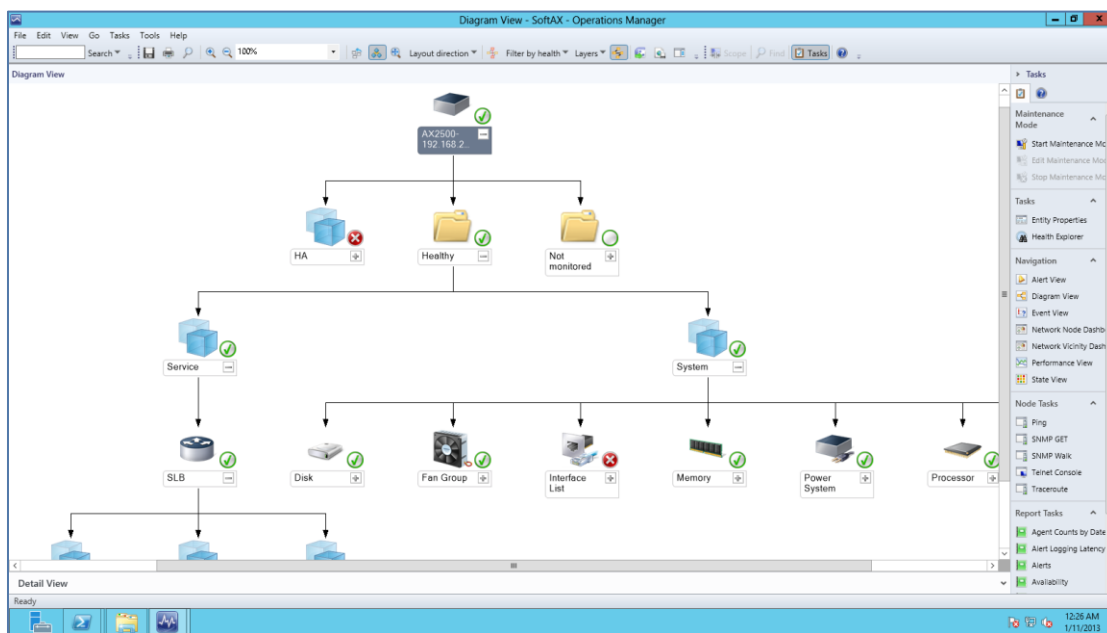 Diagram View - SoftAX - Operations Manager
File Edit View Go Tasks Tools Help
Search 100% Layout direction Filter by health Layers Scope Find Tasks
Diagram View
AX2500-
192.168.2...
HA
Healthy
Not
monitored
Service
System
SLB
Disk
Fan Group
Interface
List
Memory
Power
System
Processor
Detail View
Ready
Tasks
Maintenance
Mode
Start Maintenance Mo
Edit Maintenance Mo
Stop Maintenance Mo
Tasks
Entity Properties
Health Explorer
Navigation
Alert View
Diagram View
Event View
Network Node Dashb
Network Vicinity Dash
Performance View
State View
Node Tasks
Ping
SNMP GET
SNMP Walk
Telnet Console
Traceroute
Report Tasks
Agent Counts by Date
Alert Logging Latency
Alerts
Availability
12:26 AM
1/11/2013